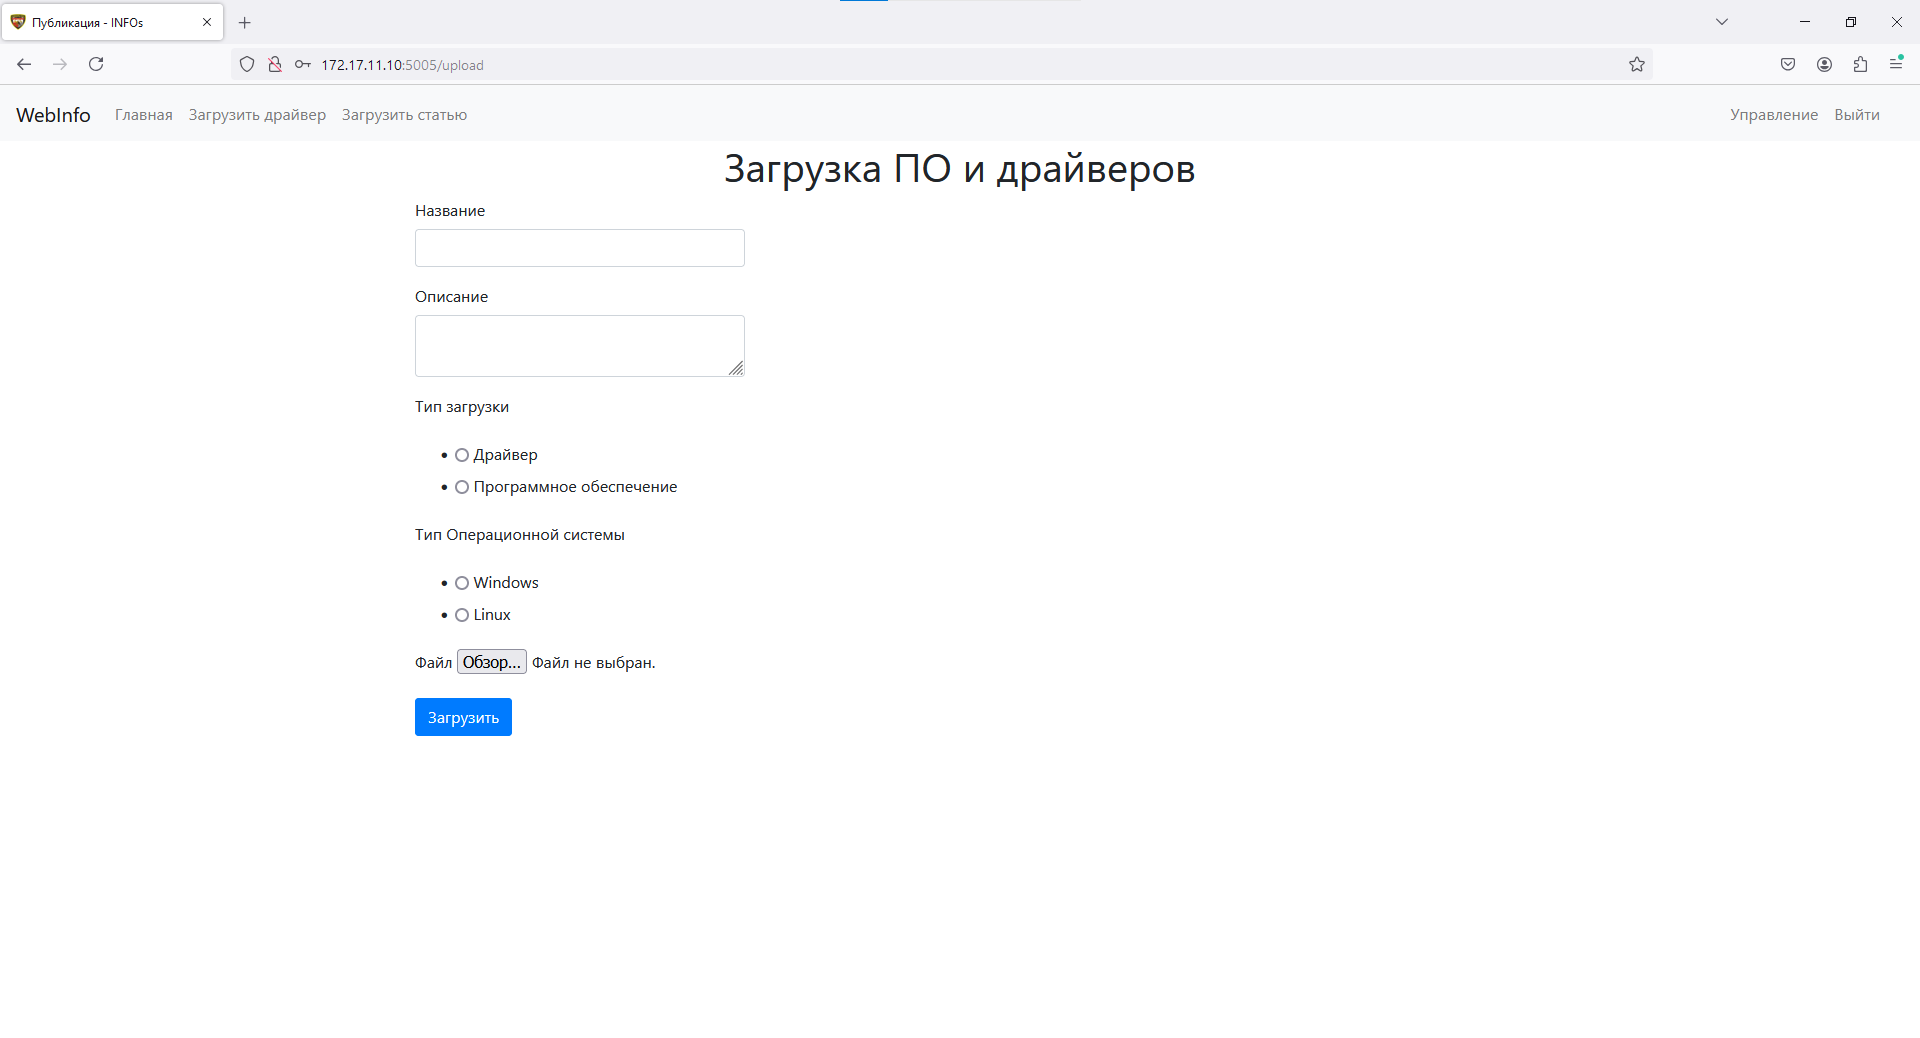 Публикация - INFOs
172.17.11.10:5005/upload
WebInfo Главная Загрузить драйвер Загрузить статью Управление Выйти
Загрузка ПО и драйверов
Название
Описание
Тип загрузки
Драйвер
Программное обеспечение
Тип Операционной системы
Windows
Linux
Файл Обзор... Файл не выбран.
Загрузить